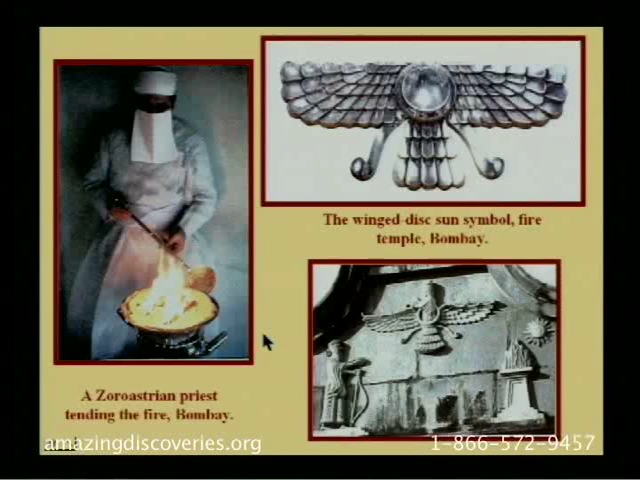 The winged-disc sun symbol, fire
temple, Bombay.
A Zoroastrian priest
tending the fire, Bombay.
amazingdiscoveries.org
1-866-572-9457